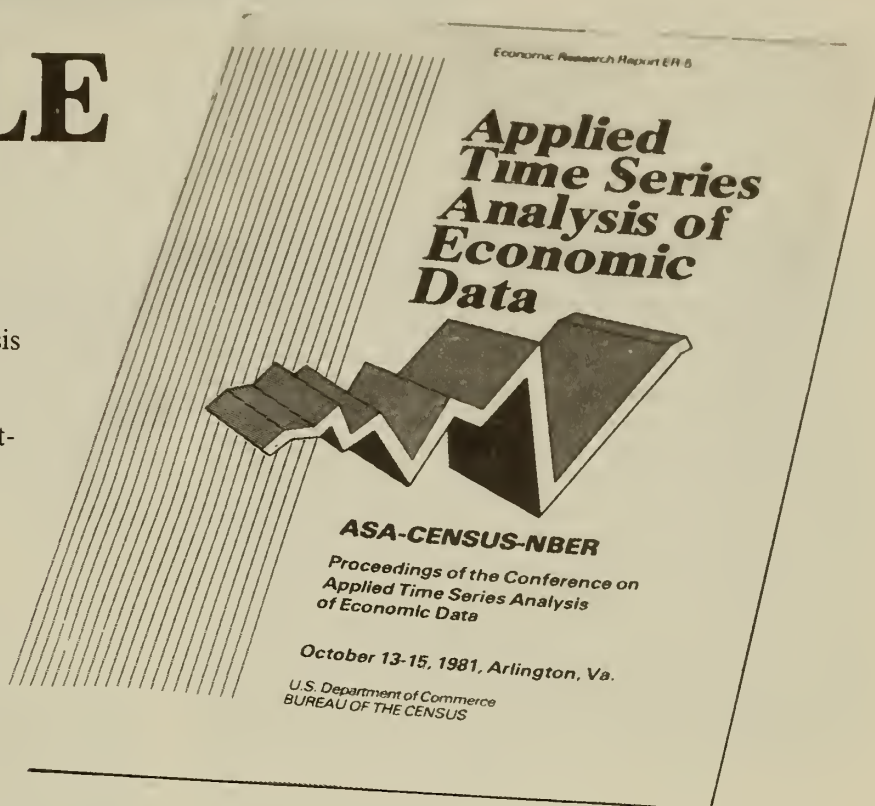 LE
sis
t-
Economic Research Report ER-5
Applied
Time Series
Analysis of
Economic
Data
ASA-CENSUS-NBER
Proceedings of the Conference on
Applied Time Series Analysis
of Economic Data
October 13-15, 1981, Arlington, Va.
U.S. Department of Commerce
BUREAU OF THE CENSUS